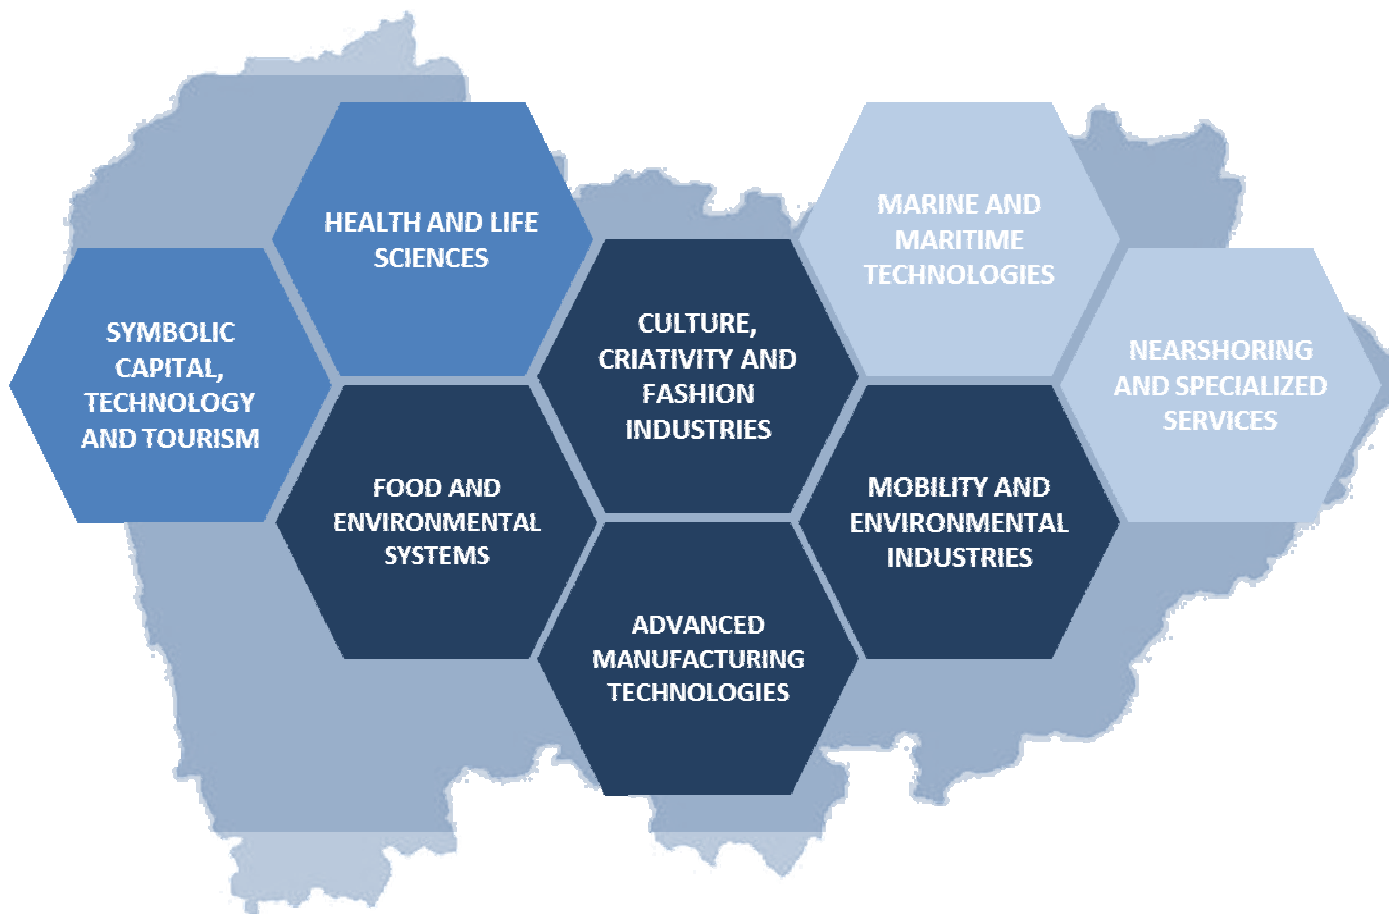 HEALTH AND LIFE
SCIENCES
MARINE AND
MARITIME
TECHNOLOGIES
SYMBOLIC
CAPITAL,
TECHNOLOGY
AND TOURISM
CULTURE,
CRIATIVITY AND
FASHION
INDUSTRIES
NEARSHORING
AND SPECIALIZED
SERVICES
FOOD AND
ENVIRONMENTAL
SYSTEMS
MOBILITY AND
ENVIRONMENTAL
INDUSTRIES
ADVANCED
MANUFACTURING
TECHNOLOGIES